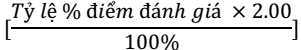 [Tỷ lệ % điểm đánh giá × 2.00
100%]